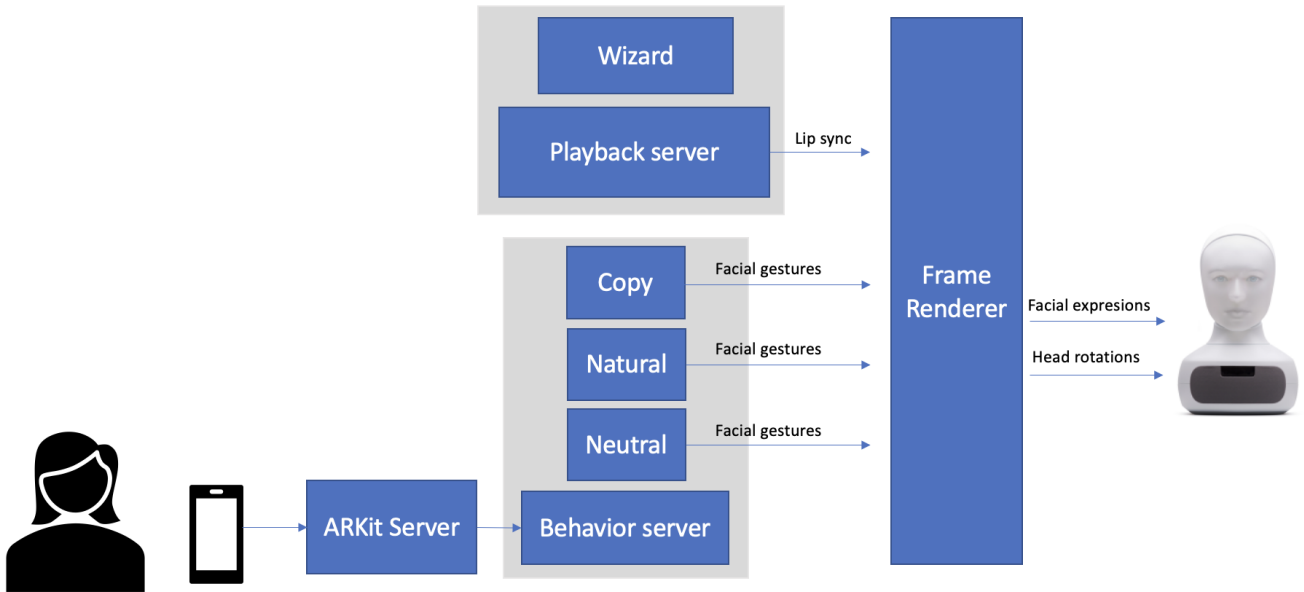 Wizard
Playback server
Lip sync
Copy
Facial gestures
Natural
Facial gestures
Neutral
Facial gestures
ARKit Server
Behavior server
Frame
Renderer
Facial expresions
Head rotations